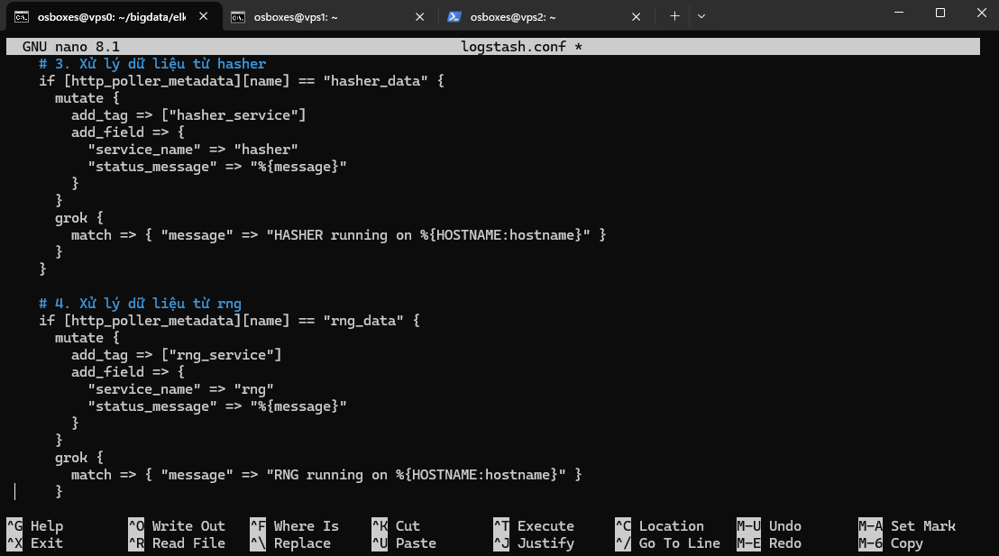 osboxes@vps0: ~/bigdata/elk
osboxes@vps1: ~
osboxes@vps2: ~
GNU nano 8.1 logstash.conf *
# 3. Xử lý dữ liệu từ hasher
if [http_poller_metadata][name] == "hasher_data" {
mutate {
add_tag => ["hasher_service"]
add_field => {
"service_name" => "hasher"
"status_message" => "%{message}"
}
}
grok {
match => { "message" => "HASHER running on %{HOSTNAME:hostname}" }
}
}
# 4. Xử lý dữ liệu từ rng
if [http_poller_metadata][name] == "rng_data" {
mutate {
add_tag => ["rng_service"]
add_field => {
"service_name" => "rng"
"status_message" => "%{message}"
}
}
grok {
match => { "message" => "RNG running on %{HOSTNAME:hostname}" }
}
^G Help ^O Write Out ^F Where Is ^K Cut ^T Execute ^C Location M-U Undo M-A Set Mark
^X Exit ^R Read File ^\ Replace ^U Paste ^J Justify ^/ Go To Line M-E Redo M-6 Copy